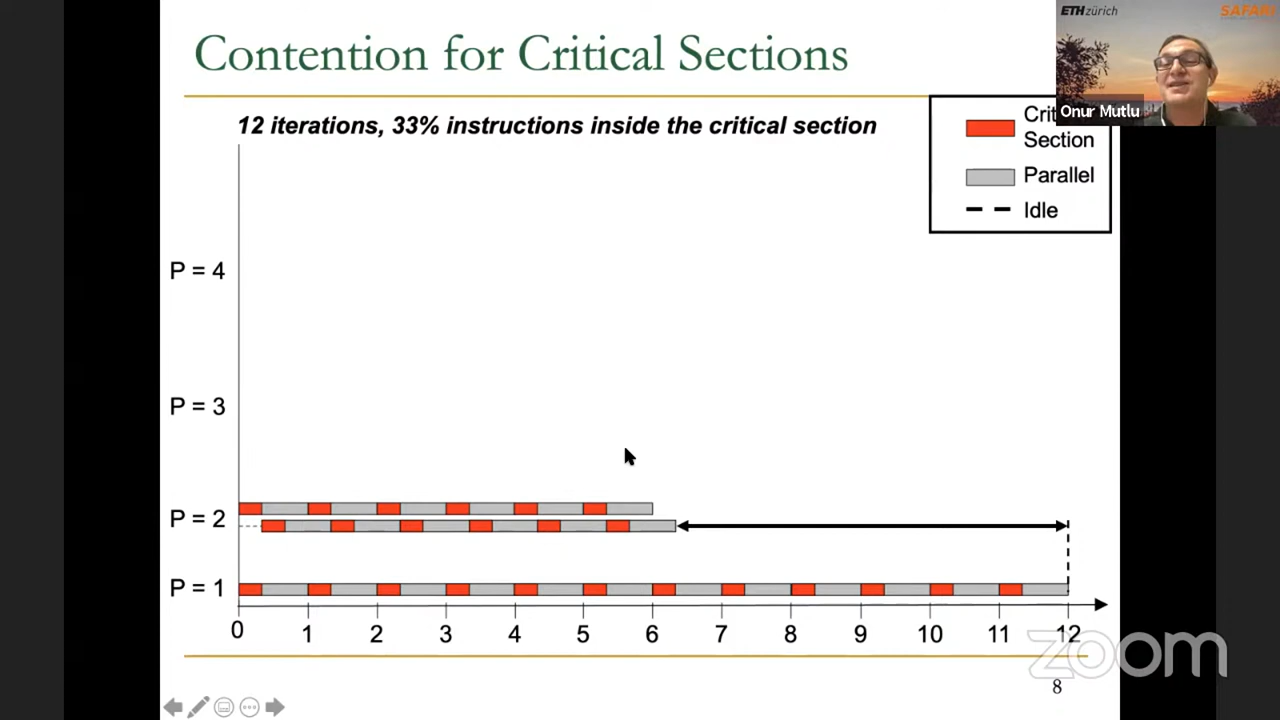 Contention for Critical Sections
ETH zürich
SAFARI
Onur Mutlu
12 iterations, 33% instructions inside the critical section
Section
Parallel
Idle
P = 4
P = 3
P = 2
P = 1
0 1 2 3 4 5 6 7 8 9 10 11 12
zoom
8